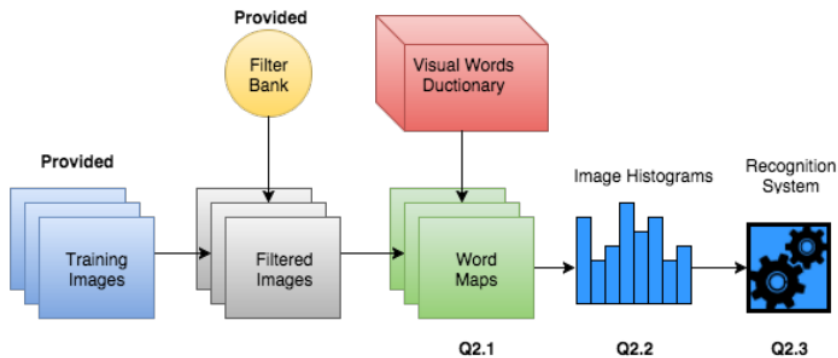 Provided
Filter
Bank
Visual Words
Ductionary
Provided
Training
Images
Filtered
Images
Word
Maps
Image Histograms
Recognition
System
Q2.1
Q2.2
Q2.3